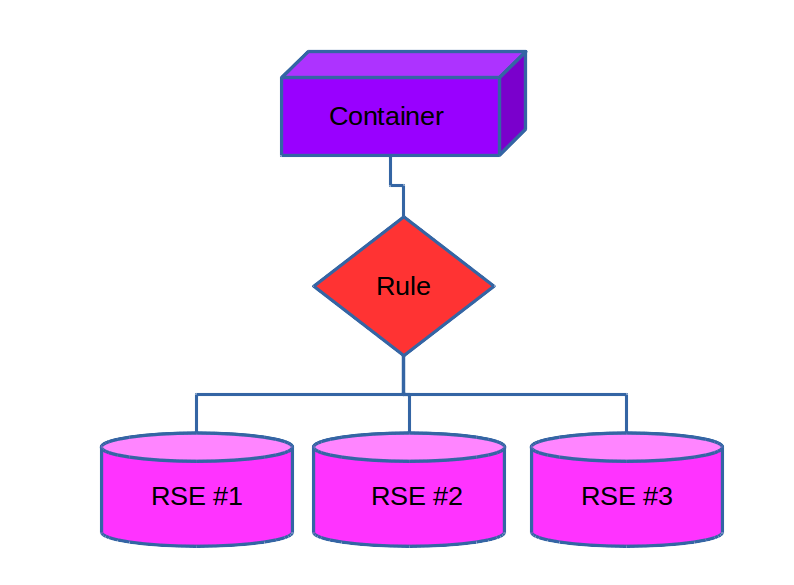 Container
Rule
RSE #1
RSE #2
RSE #3